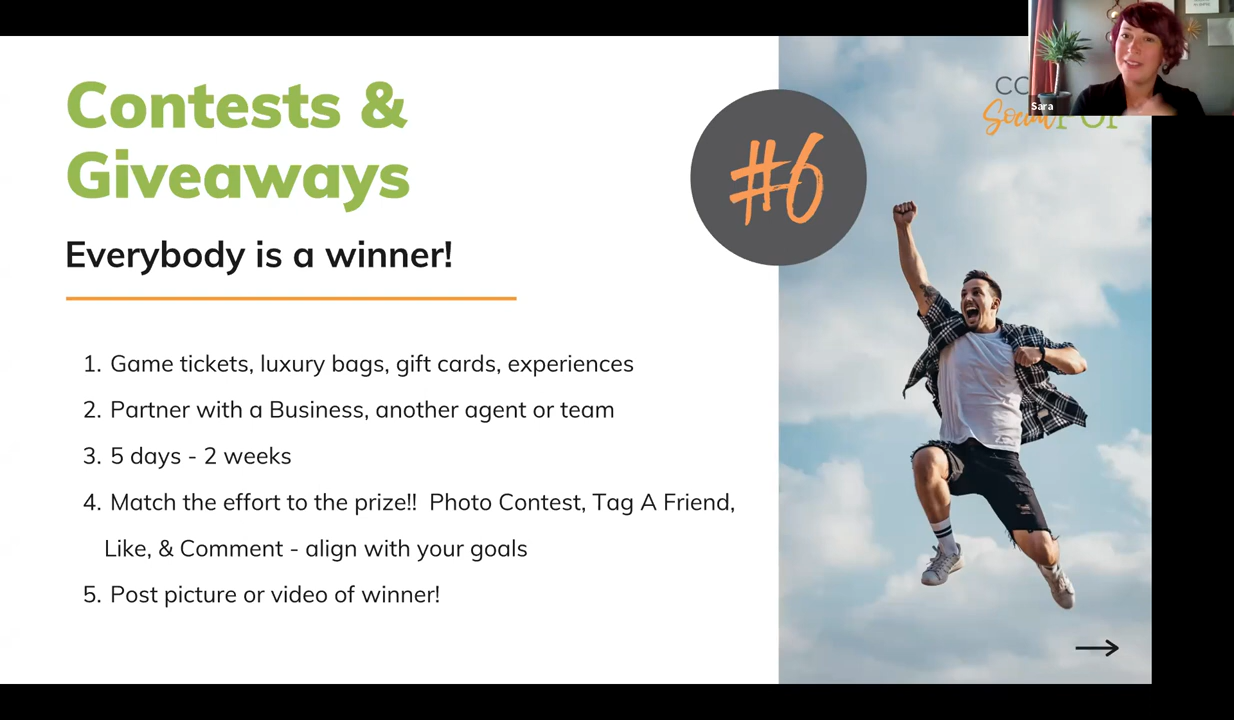 Contests &
Giveaways
Everybody is a winner!
#6
Sara
CO
Social
1. Game tickets, luxury bags, gift cards, experiences
2. Partner with a Business, another agent or team
3. 5 days - 2 weeks
4. Match the effort to the prize!! Photo Contest, Tag A Friend,
Like, & Comment - align with your goals
5. Post picture or video of winner!